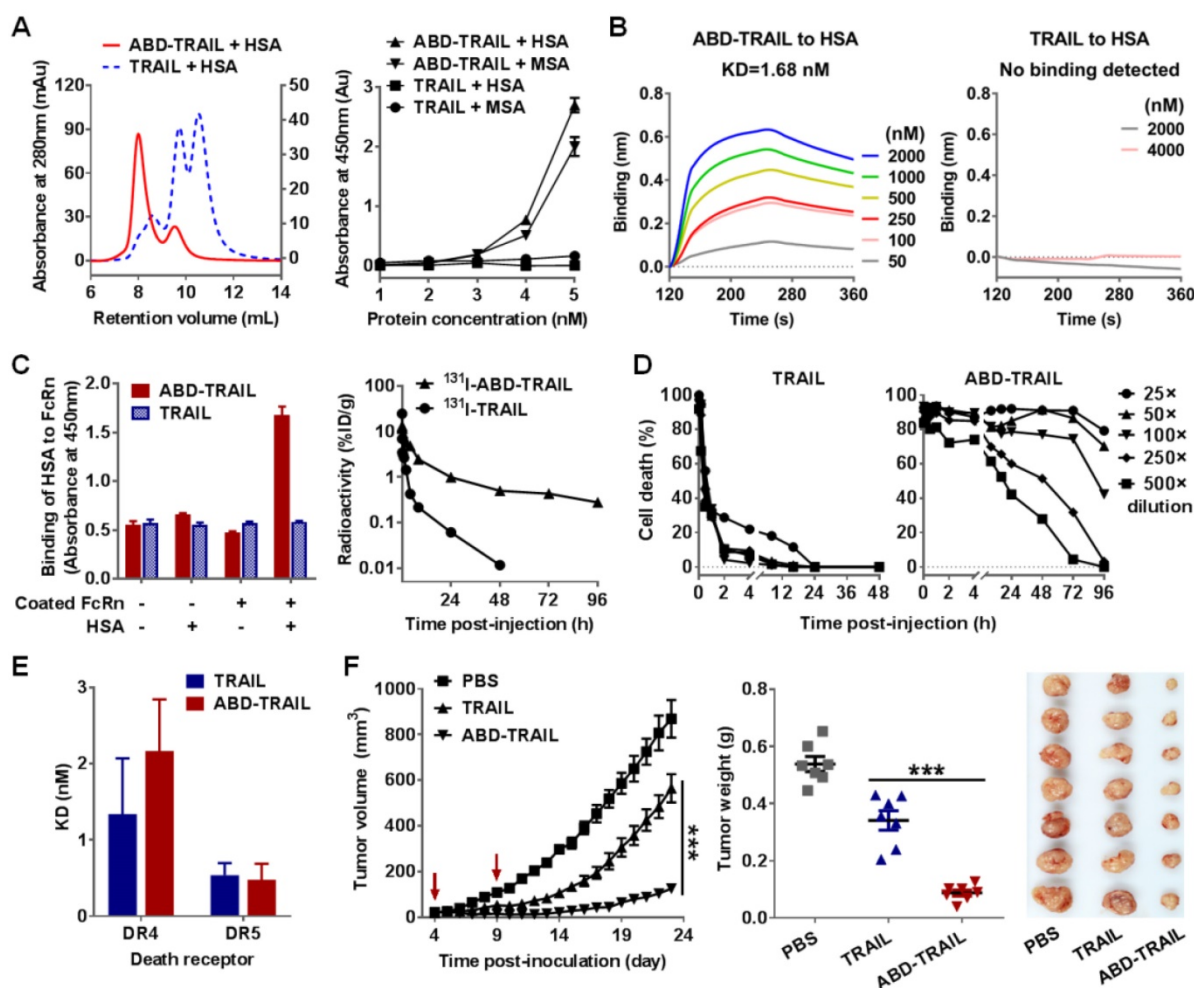 A
ABD-TRAIL + HSA
TRAIL + HSA
Absorbance at 280nm (mAu)
120
90
60
30
0
50
40
30
20
10
0
6 8 10 12 14
Retention volume (mL)
ABD-TRAIL + HSA
ABD-TRAIL + MSA
TRAIL + HSA
TRAIL + MSA
Absorbance at 450nm (Au)
3
2
1
0
1 2 3 4 5
Protein concentration (nM)
B
ABD-TRAIL to HSA
KD=1.68 nM
Binding (nm)
0.8
0.6
0.4
0.2
0.0
120 200 280 360
Time (s)
(nM)
2000
1000
500
250
100
50
TRAIL to HSA
No binding detected
(nM)
2000
4000
Binding (nm)
0.8
0.6
0.4
0.2
0.0
120 200 280 360
Time (s)
C
ABD-TRAIL
TRAIL
Binding of HSA to FcRn
(Absorbance at 450nm)
2.0
1.5
1.0
0.5
0.0
Coated FcRn - - + +
HSA - + - +
131I-ABD-TRAIL
131I-TRAIL
Radioactivity (%ID/g)
100
10
1
0.1
0.01
24 48 72 96
Time post-injection (h)
D
TRAIL
Cell death (%)
100
80
60
40
20
0
0 2 4 12 24 36 48
ABD-TRAIL
100
80
60
40
20
0
0 2 4 24 48 72 96
Time post-injection (h)
25×
50×
100×
250×
500×
dilution
E
TRAIL
ABD-TRAIL
KD (nM)
3
2
1
0
DR4 DR5
Death receptor
F
PBS
TRAIL
ABD-TRAIL
Tumor volume (mm3)
1000
800
600
400
200
0
4 9 14 19 24
Time post-inoculation (day)
***
Tumor weight (g)
0.8
0.6
0.4
0.2
0.0
***
PBS
TRAIL
ABD-TRAIL
PBS
TRAIL
ABD-TRAIL